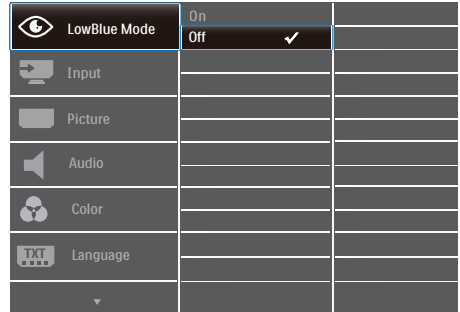 LowBlue Mode
On
Off
Input
Picture
Audio
Color
TXT
Language